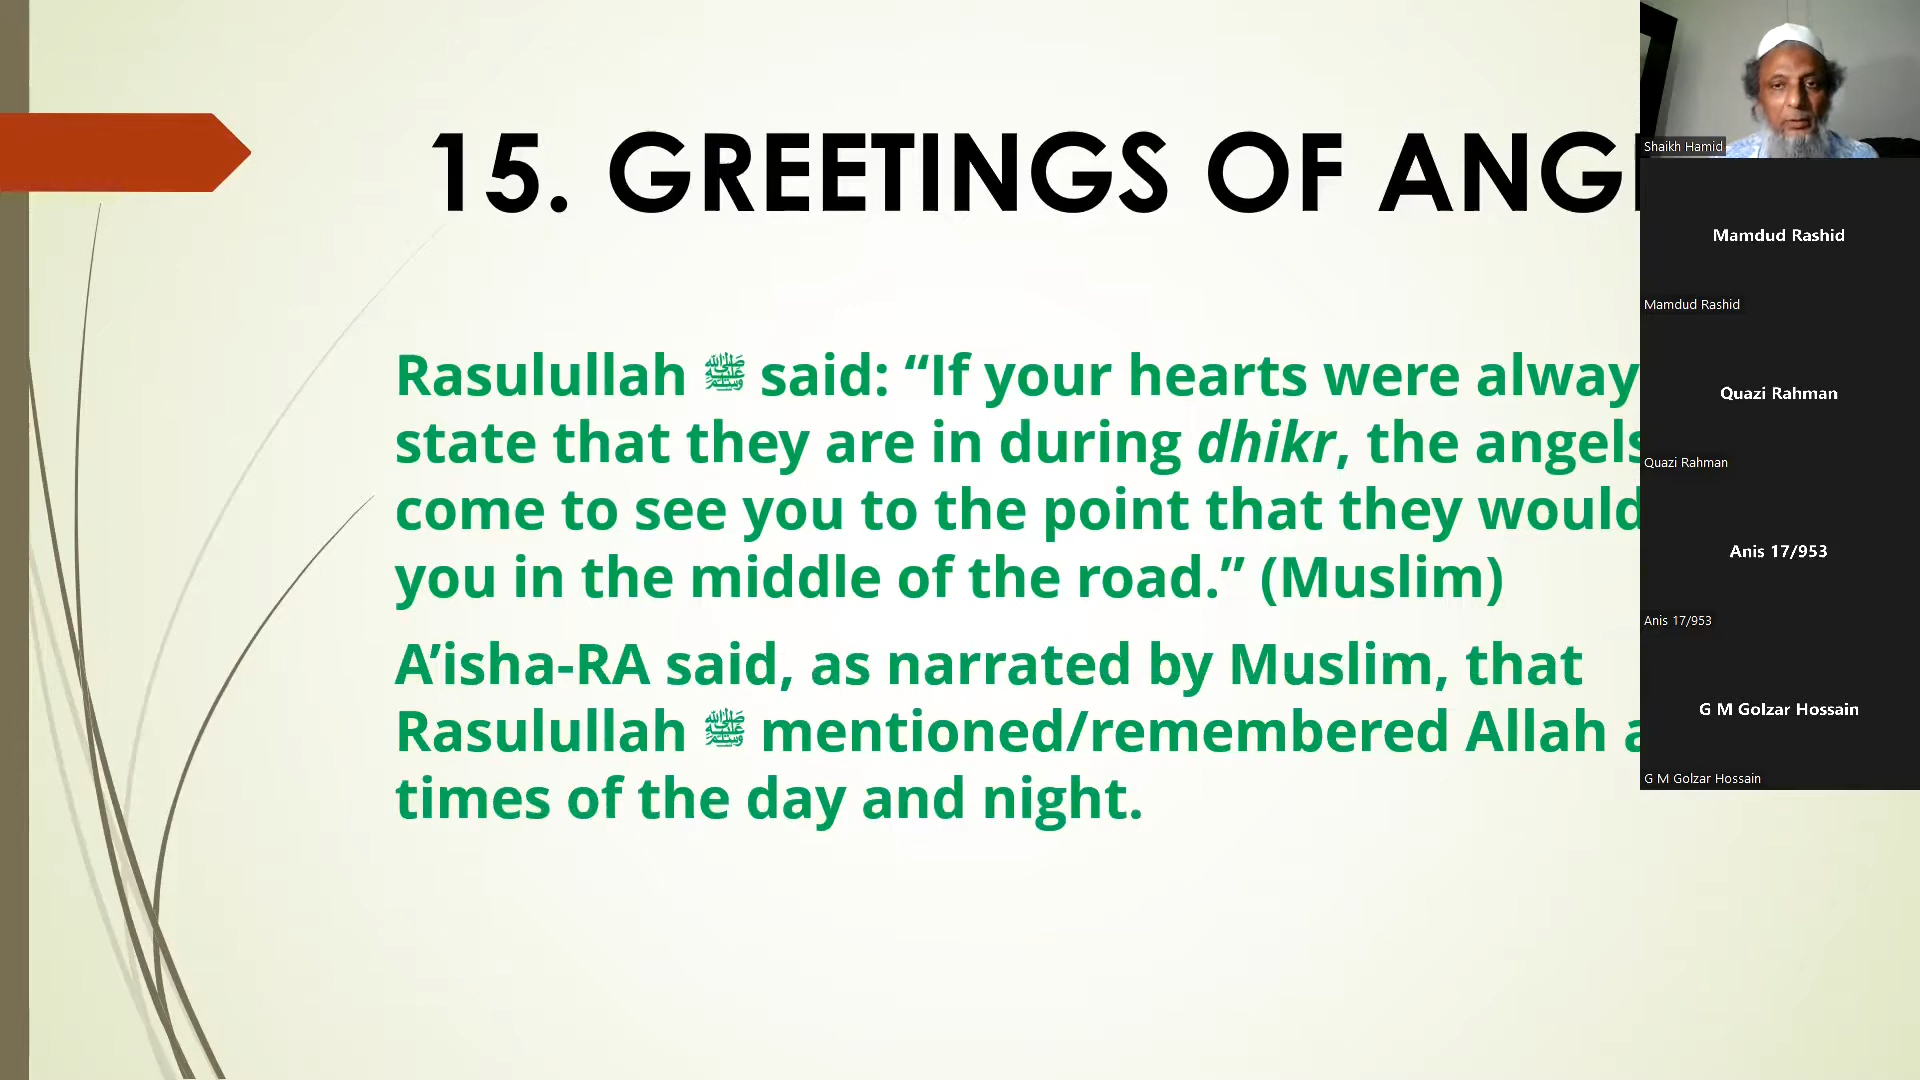 15. GREETINGS OF
Rasulullah ﷺ said: “If your hearts were
state that they are in during dhikr, the angels
come to see you to the point that they would
you in the middle of the road.” (Muslim)
A’isha-RA said, as narrated by Muslim, that
Rasulullah ﷺ mentioned/remembered Allah
times of the day and night.
Shaikh Hamid
Mamdud Rashid
Mamdud Rashid
Quazi Rahman
Quazi Rahman
Anis 17/953
Anis 17/953
G M Golzar Hossain
G M Golzar Hossain